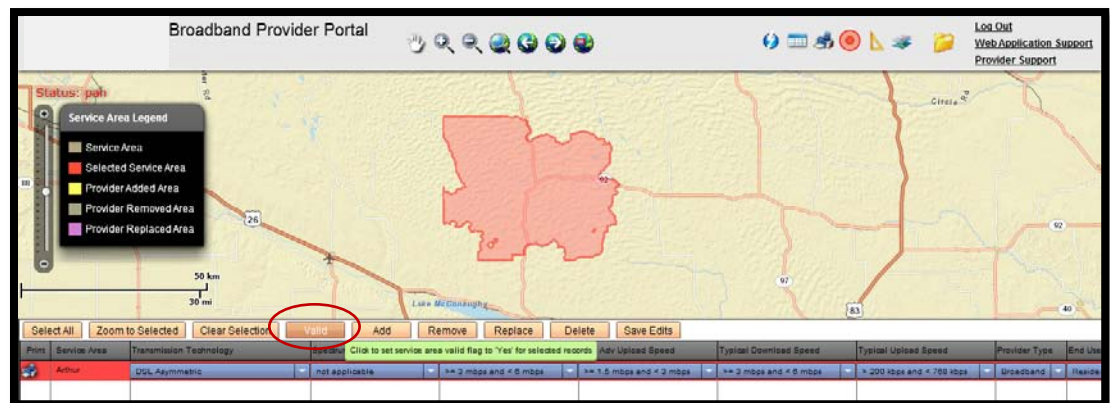 Broadband Provider Portal
Log Out
Web Application Support
Provider Support
Status: pan
Service Area Legend
Service Area
Selected Service Area
Provider Added Area
Provider Removed Area
Provider Replaced Area
Circle Rd
92
26
92
97
83
40
50 km
30 mi
Lake McConaughy
Select All Zoom to Selected Clear Selection Valid Add Remove Replace Delete Save Edits
Print Service Area Transmission Technology Click to set service area valid flag to 'Yes' for selected records Adv Upload Speed Typical Download Speed Typical Upload Speed Provider Type End Use
Arthur DSL Asymmetric not applicable >= 3 mbps and < 6 mbps >= 1.5 mbps and < 3 mbps >= 3 mbps and < 6 mbps > 200 kbps and < 768 kbps Broadband Reside